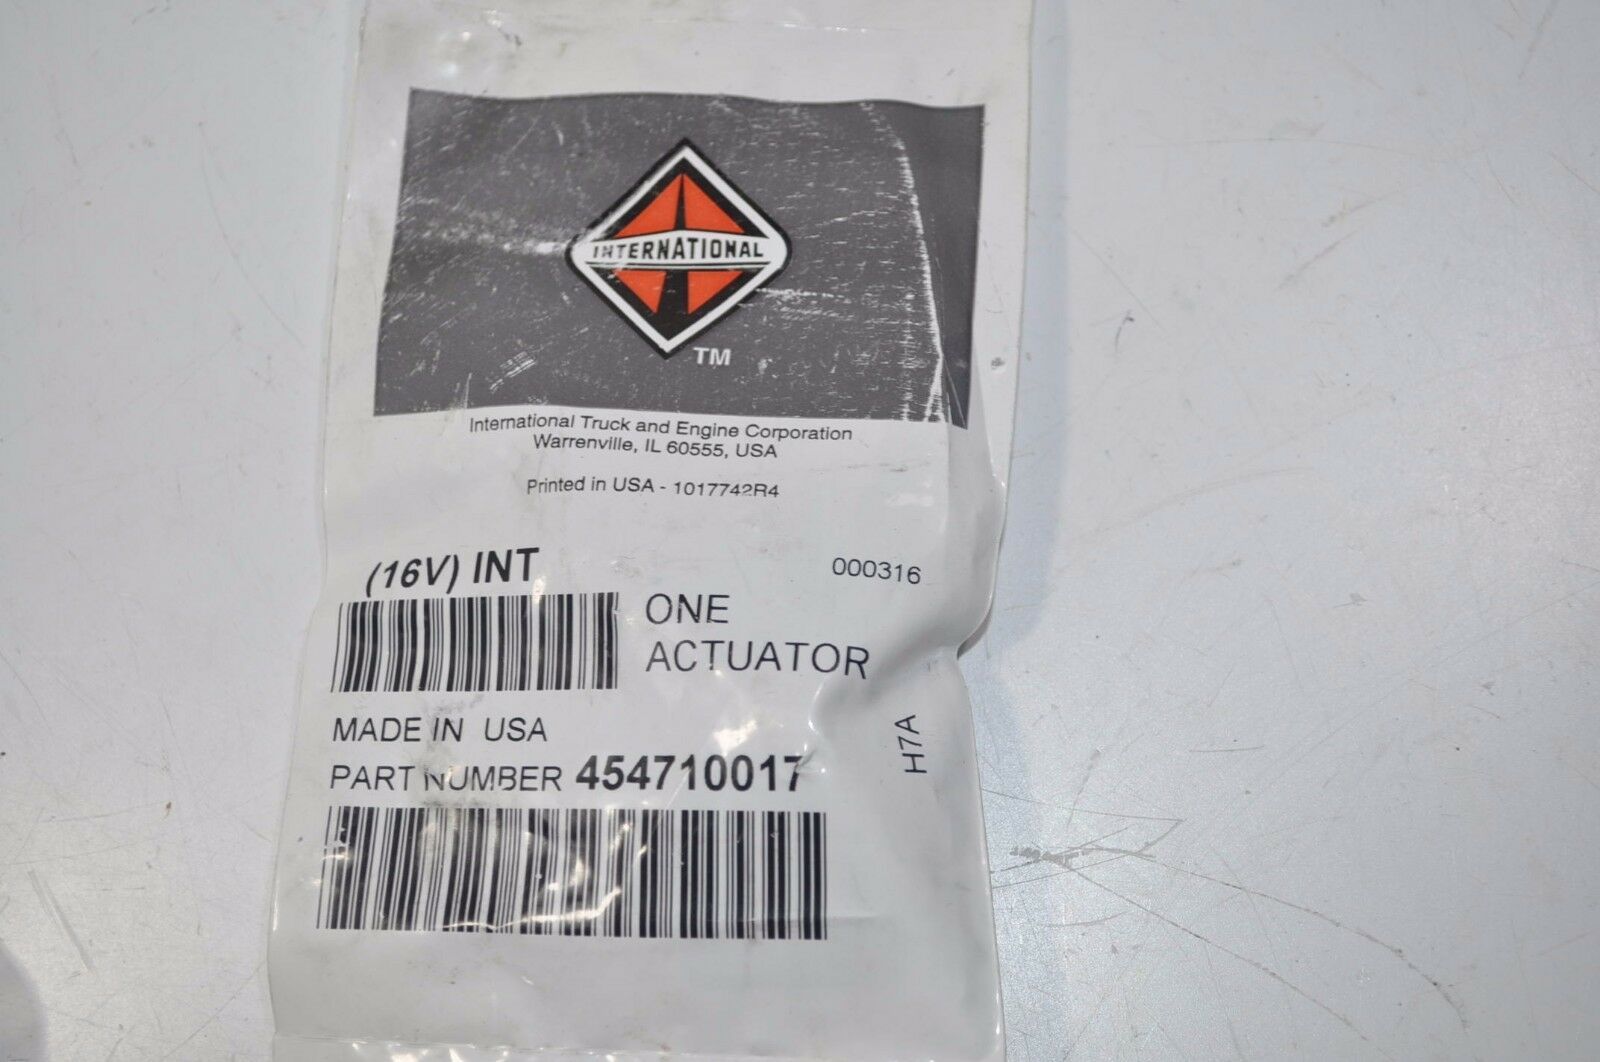 INTERNATIONAL
TM
International Truck and Engine Corporation
Warrenville, IL 60555, USA
Printed in USA - 1017742R4
(16V) INT
000316
ONE
ACTUATOR
MADE IN USA
H7A
PART NUMBER 454710017